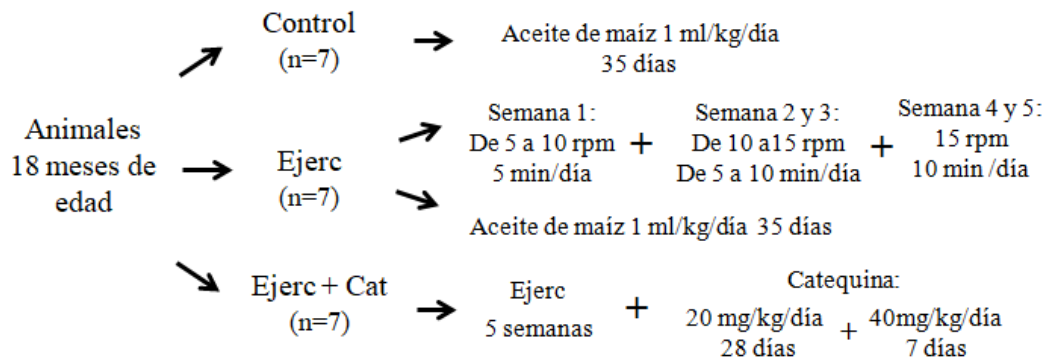 Animales
18 meses de
edad
Control
(n=7)
Aceite de maíz 1 ml/kg/día
35 días
Ejerc
(n=7)
Semana 1:
De 5 a 10 rpm
5 min/día
+
Semana 2 y 3:
De 10 a15 rpm
De 5 a 10 min/día
+
Semana 4 y 5:
15 rpm
10 min /día
Aceite de maíz 1 ml/kg/día 35 días
Ejerc + Cat
(n=7)
Ejerc
5 semanas
+
Catequina:
20 mg/kg/día
28 días
+
40mg/kg/día
7 días